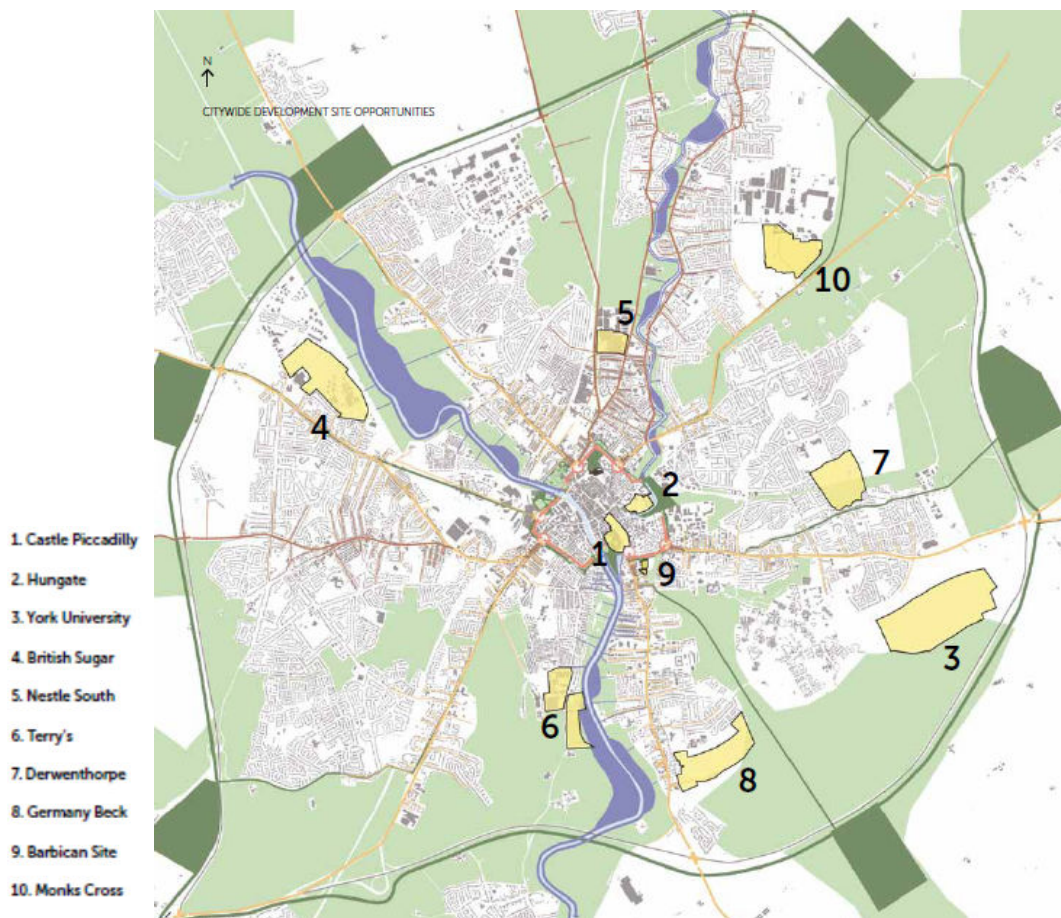 N
CITYWIDE DEVELOPMENT SITE OPPORTUNITIES
10
5
4
7
2
1
9
3
6
8
1. Castle Piccadilly
2. Hungate
3. York University
4. British Sugar
5. Nestle South
6. Terry's
7. Derwenthorpe
8. Germany Beck
9. Barbican Site
10. Monks Cross